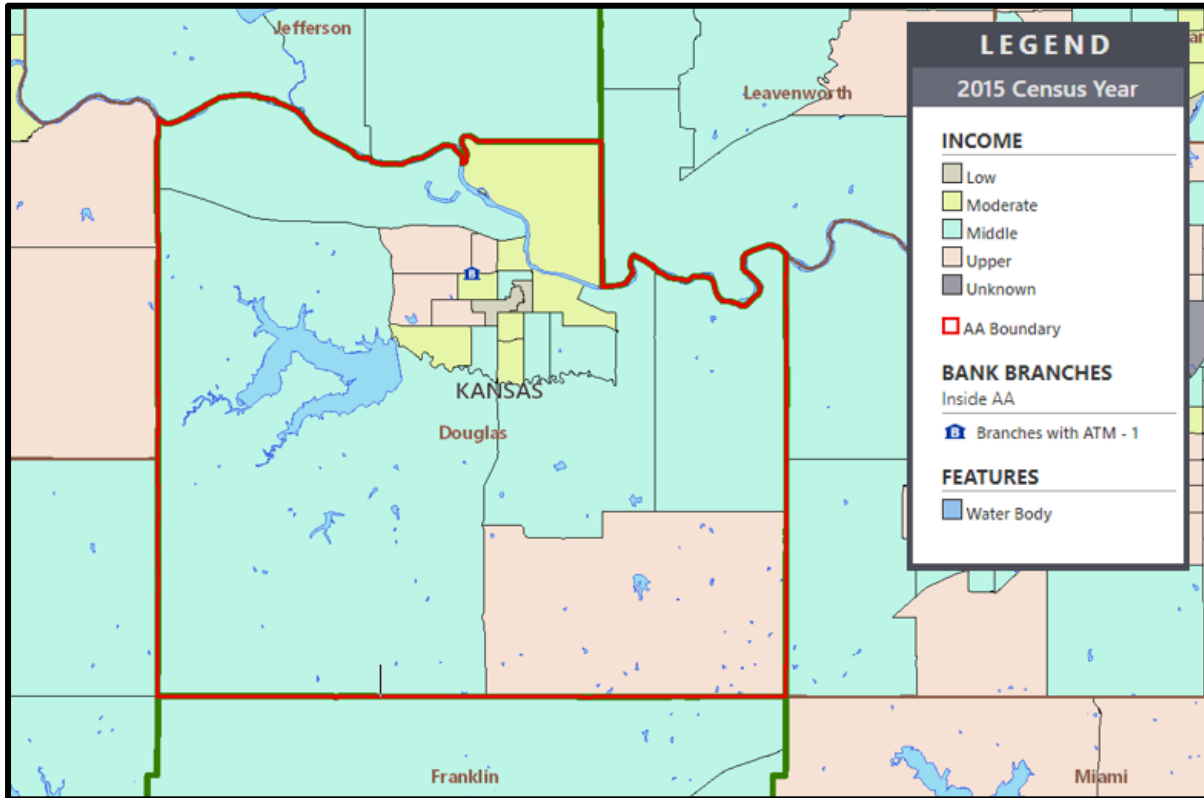 Jefferson
Leavenworth
KANSAS
Douglas
Franklin
Miami
LEGEND
2015 Census Year
INCOME
Low
Moderate
Middle
Upper
Unknown
AA Boundary
BANK BRANCHES
Inside AA
B Branches with ATM - 1
FEATURES
Water Body
B